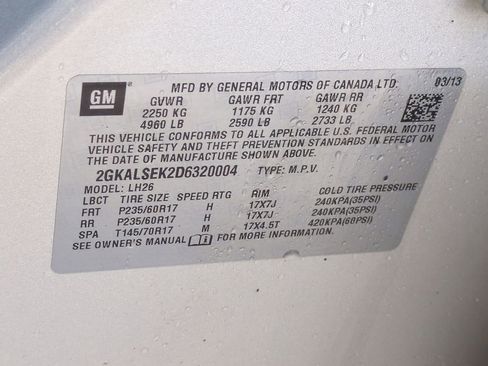 GM
MFD BY GENERAL MOTORS OF CANADA LTD. 03/13
GVWR GAWR FRT GAWR RR
2250 KG 1175 KG 1240 KG
4960 LB 2590 LB 2733 LB
THIS VEHICLE CONFORMS TO ALL APPLICABLE U.S. FEDERAL MOTOR
VEHICLE SAFETY AND THEFT PREVENTION STANDARDS IN EFFECT ON
THE DATE OF MANUFACTURE SHOWN ABOVE.
2GKALSEK2D6320004 TYPE: M.P.V.
MODEL: LH26
LBCT TIRE SIZE SPEED RTG RIM COLD TIRE PRESSURE
FRT P235/60R17 H 17X7J 240KPA(35PSI)
RR P235/60R17 H 17X7J 240KPA(35PSI)
SPA T145/70R17 M 17X4.5T 420KPA(60PSI)
SEE OWNER'S MANUAL FOR MORE INFORMATION.